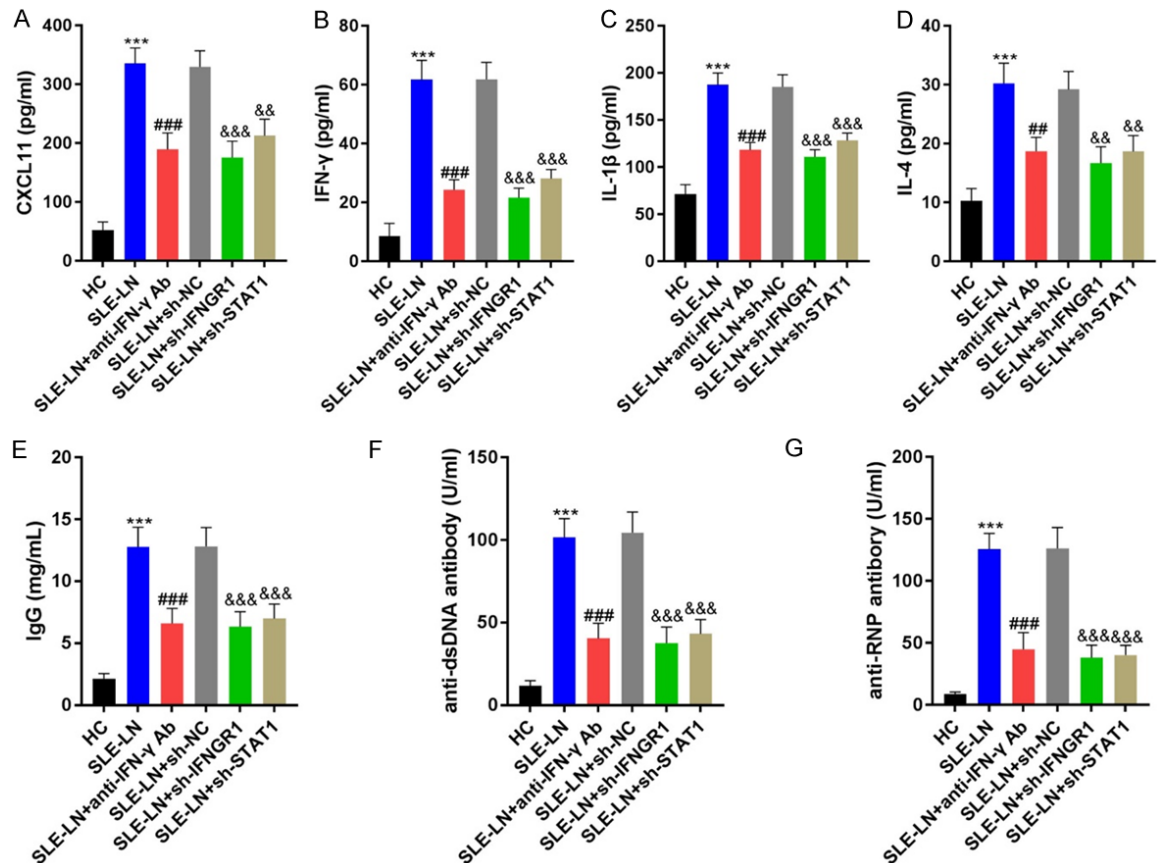 A
CXCL11 (pg/ml)
400
300
200
100
0
***
###
&&&
&&
HC
SLE-LN
SLE-LN+anti-IFN-γ Ab
SLE-LN+sh-NC
SLE-LN+sh-IFNGR1
SLE-LN+sh-STAT1
B
IFN-γ (pg/ml)
80
60
40
20
0
***
###
&&&
&&&
HC
SLE-LN
SLE-LN+anti-IFN-γ Ab
SLE-LN+sh-NC
SLE-LN+sh-IFNGR1
SLE-LN+sh-STAT1
C
IL-1β (pg/ml)
250
200
150
100
50
0
***
###
&&&
&&&
HC
SLE-LN
SLE-LN+anti-IFN-γ Ab
SLE-LN+sh-NC
SLE-LN+sh-IFNGR1
SLE-LN+sh-STAT1
D
IL-4 (pg/ml)
40
30
20
10
0
***
##
&&
&&
HC
SLE-LN
SLE-LN+anti-IFN-γ Ab
SLE-LN+sh-NC
SLE-LN+sh-IFNGR1
SLE-LN+sh-STAT1
E
IgG (mg/mL)
20
15
10
5
0
***
###
&&&
&&&
HC
SLE-LN
SLE-LN+anti-IFN-γ Ab
SLE-LN+sh-NC
SLE-LN+sh-IFNGR1
SLE-LN+sh-STAT1
F
anti-dsDNA antibody (U/ml)
150
100
50
0
***
###
&&&
&&&
HC
SLE-LN
SLE-LN+anti-IFN-γ Ab
SLE-LN+sh-NC
SLE-LN+sh-IFNGR1
SLE-LN+sh-STAT1
G
anti-RNP antibory (U/ml)
200
150
100
50
0
***
###
&&&
&&&
HC
SLE-LN
SLE-LN+anti-IFN-γ Ab
SLE-LN+sh-NC
SLE-LN+sh-IFNGR1
SLE-LN+sh-STAT1